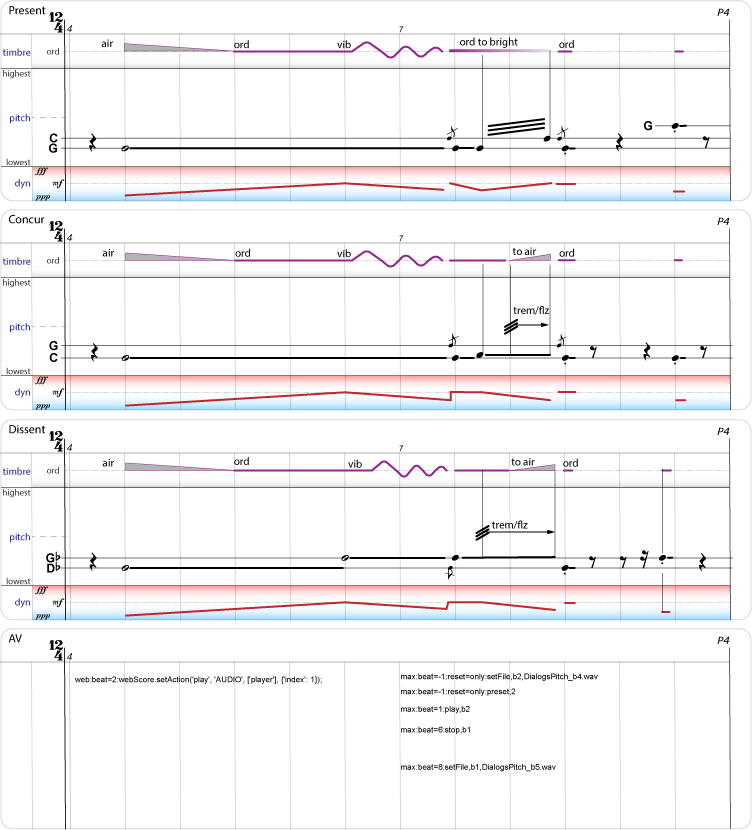 Present
P4
12
4
4
7
air
ord
vib
ord to bright
ord
timbre
ord
highest
pitch
G
C
G
lowest
fff
dyn
mf
ppp
Concur
P4
12
4
4
7
air
ord
vib
to air
ord
timbre
ord
highest
trem/flz
pitch
G
C
lowest
fff
dyn
mf
ppp
Dissent
P4
12
4
4
7
air
ord
vib
to air
ord
timbre
ord
highest
trem/flz
pitch
G♭
D♭
lowest
fff
dyn
mf
ppp
AV
P4
12
4
4
web:beat=2:webScore.setAction('play', 'AUDIO', ['player'], {'index': 1});
max:beat=-1:reset=only:setFile,b2,DialogsPitch_b4.wav
max:beat=-1:reset=only:preset,2
max:beat=1:play,b2
max:beat=6:stop,b1
max:beat=8:setFile,b1,DialogsPitch_b5.wav